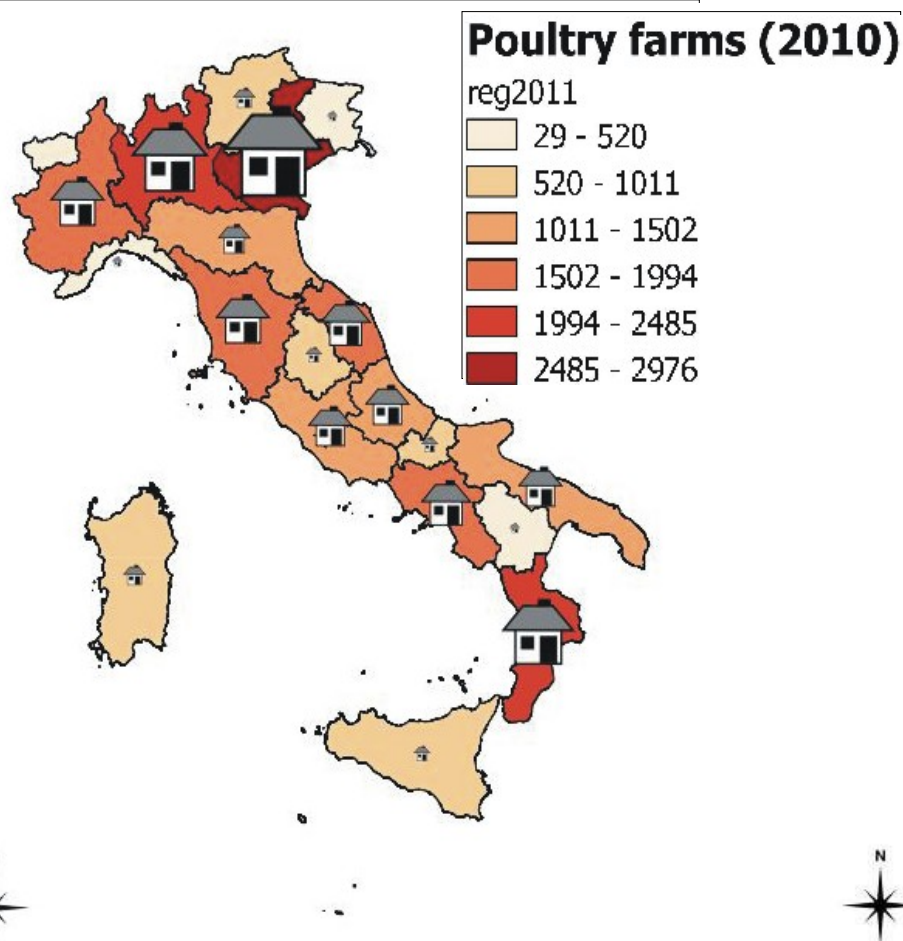 Poultry farms (2010)
reg2011
29 - 520
520 - 1011
1011 - 1502
1502 - 1994
1994 - 2485
2485 - 2976
N